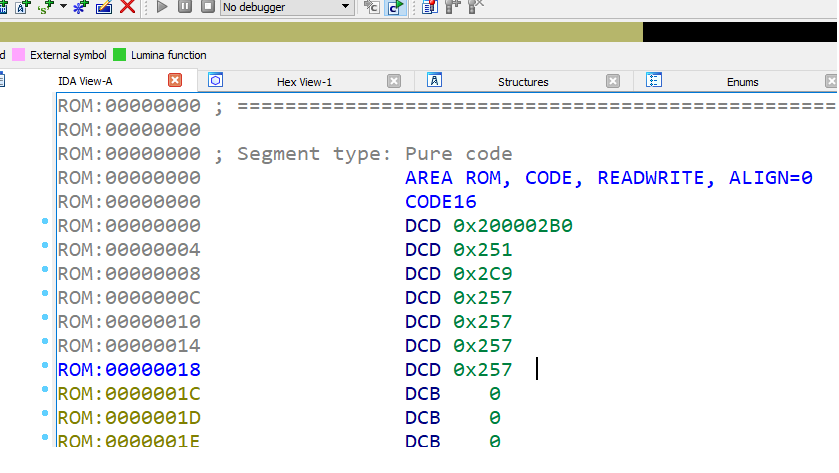 No debugger
d External symbol Lumina function
IDA View-A Hex View-1 Structures Enums
ROM:00000000 ; ==================================================
ROM:00000000
ROM:00000000 ; Segment type: Pure code
ROM:00000000 AREA ROM, CODE, READWRITE, ALIGN=0
ROM:00000000 CODE16
ROM:00000000 DCD 0x200002B0
ROM:00000004 DCD 0x251
ROM:00000008 DCD 0x2C9
ROM:0000000C DCD 0x257
ROM:00000010 DCD 0x257
ROM:00000014 DCD 0x257
ROM:00000018 DCD 0x257
ROM:0000001C DCB 0
ROM:0000001D DCB 0
ROM:0000001E DCB 0